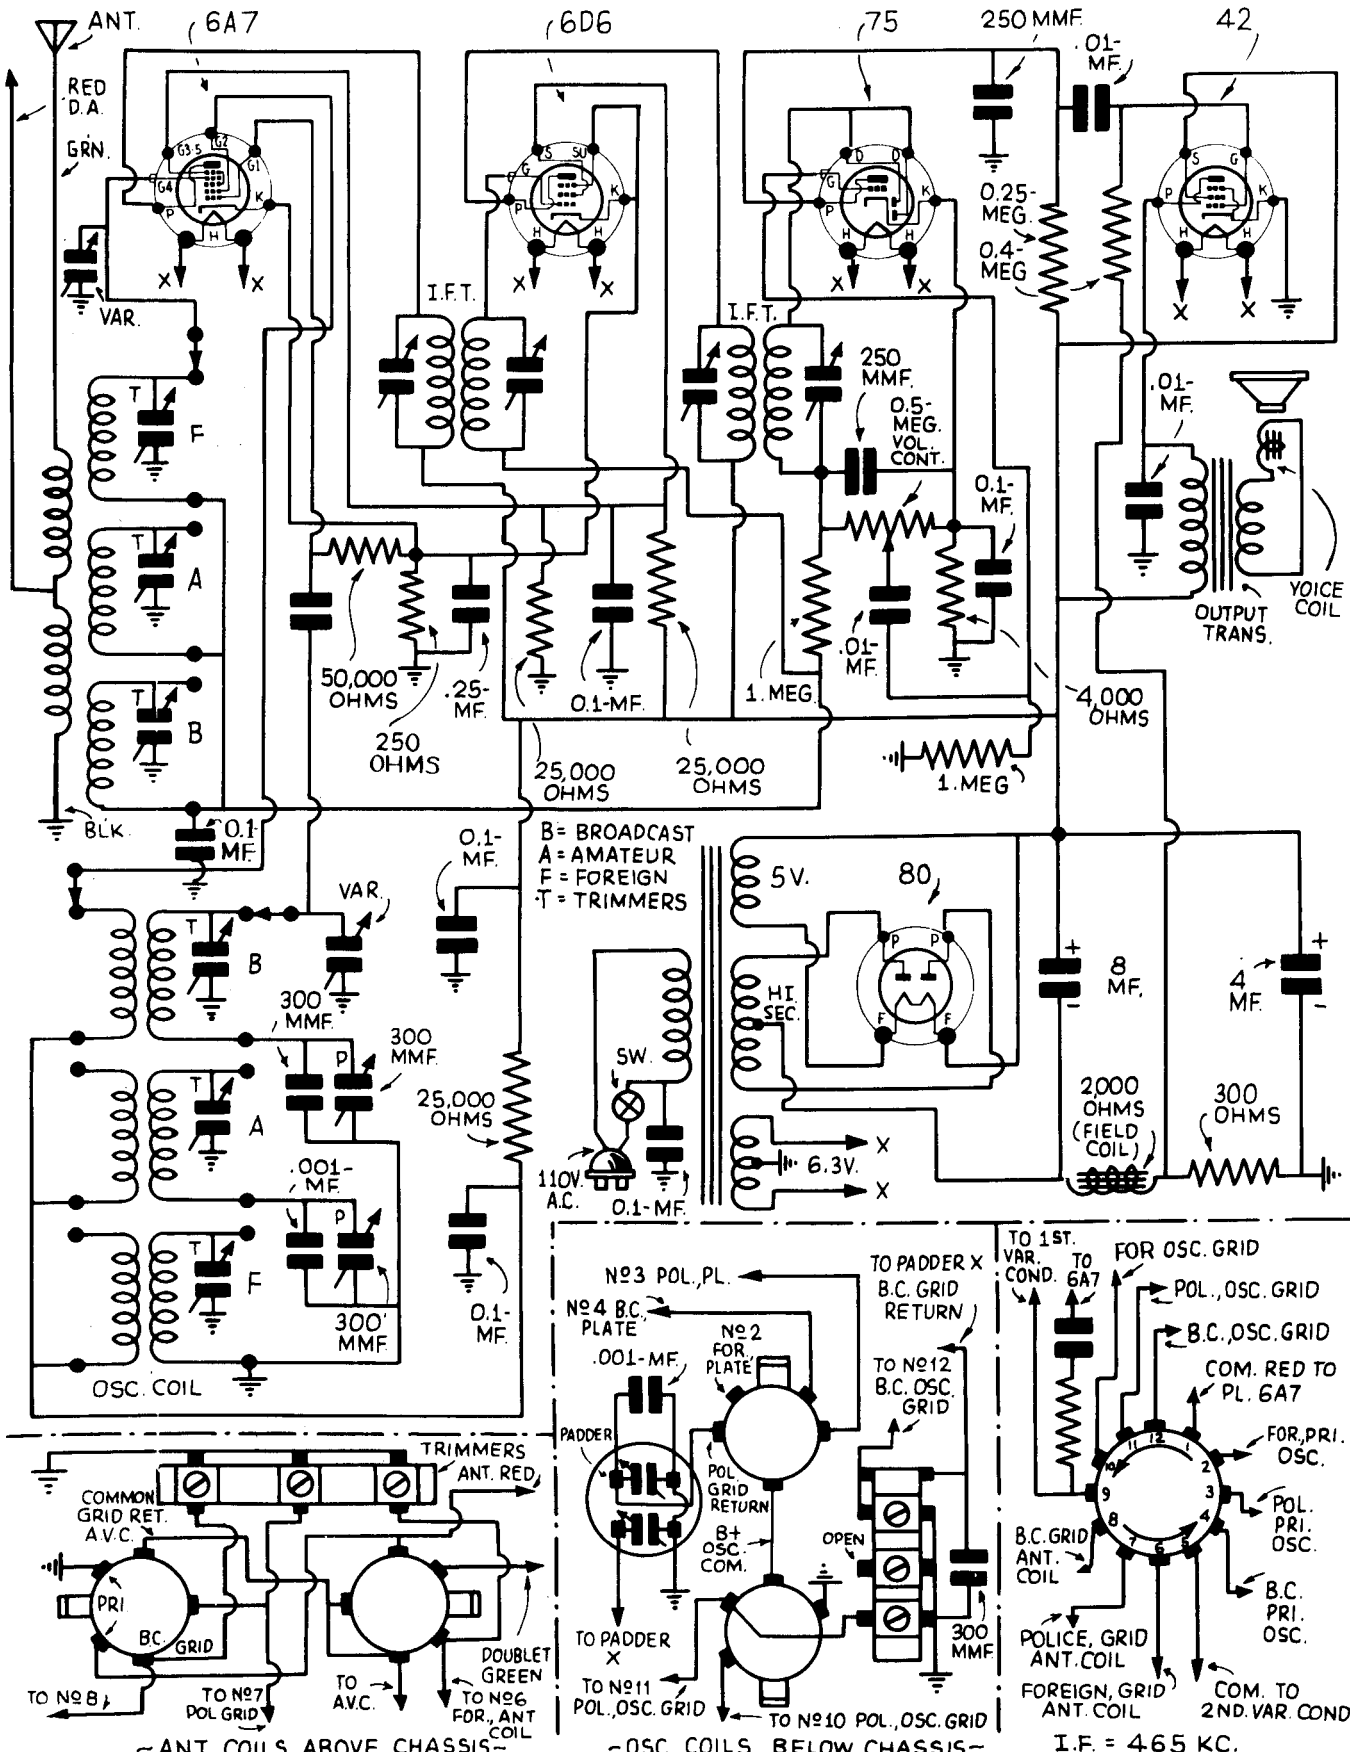 ANT.
6A7
6D6
75
250 MMF.
.01-
MF.
42
RED
D.A.
GRN.
G3·5
G2
G1
G4
P
K
H
X
X
VAR.
S
SU
G
P
K
H
H
X
X
D
D
G
P
K
H
H
X
X
0.25-
MEG.
0.4-
MEG
S
G
P
K
H
H
X
X
I.F.T.
I.F.T.
250
MMF.
0.5-
MEG.
VOL.
CONT.
0.1-
MF.
.01-
MF.
T
F
T
A
T
B
50,000
OHMS
250
OHMS
.25-
MF.
25,000
OHMS
0.1-MF.
25,000
OHMS
1. MEG.
.01-
MF.
4,000
OHMS
1. MEG
OUTPUT
TRANS.
VOICE
COIL
BLK.
0.1-
MF.
B = BROADCAST
A = AMATEUR
F = FOREIGN
T = TRIMMERS
0.1-
MF.
VAR.
T
B
300
MMF.
P
300
MMF.
T
A
.001-
MF.
P
T
F
300
MMF.
OSC. COIL
25,000
OHMS
0.1-
MF.
5V.
80
P
P
F
F
HI.
SEC.
SW.
110V.
A.C.
0.1-MF.
6.3V.
X
X
+
8
MF.
-
+
4
MF.
-
2,000
OHMS
(FIELD
COIL)
300
OHMS
TRIMMERS
ANT. RED
COMMON
GRID RET.
A.V.C.
PRI.
B.C.
GRID
TO Nº8
TO Nº7
POL GRID
TO
A.V.C.
DOUBLET
GREEN
TO Nº6
FOR., ANT
COIL
~ANT. COILS ABOVE CHASSIS~
Nº3 POL., PL.
Nº4 B.C.,
PLATE
.001-MF.
Nº2
FOR.,
PLATE
PADDER
POL.
GRID
RETURN
B+
OSC.
COM.
TO PADDER X
B.C. GRID
RETURN
TO Nº12
B.C. OSC.
GRID
OPEN
300
MMF
TO PADDER
X
TO Nº11
POL., OSC. GRID
TO Nº10 POL., OSC. GRID
~OSC. COILS BELOW CHASSIS~
TO 1ST.
VAR.
COND.
TO
6A7
FOR OSC. GRID
POL., OSC. GRID
B.C., OSC. GRID
COM. RED TO
PL. 6A7
FOR., PRI.
OSC.
POL.
PRI.
OSC.
B.C.
PRI.
OSC.
12
1
2
3
4
5
6
7
8
9
10
11
B.C. GRID
ANT.
COIL
POLICE, GRID
ANT. COIL
FOREIGN, GRID
ANT. COIL
COM. TO
2ND. VAR. COND
I.F. = 465 KC.